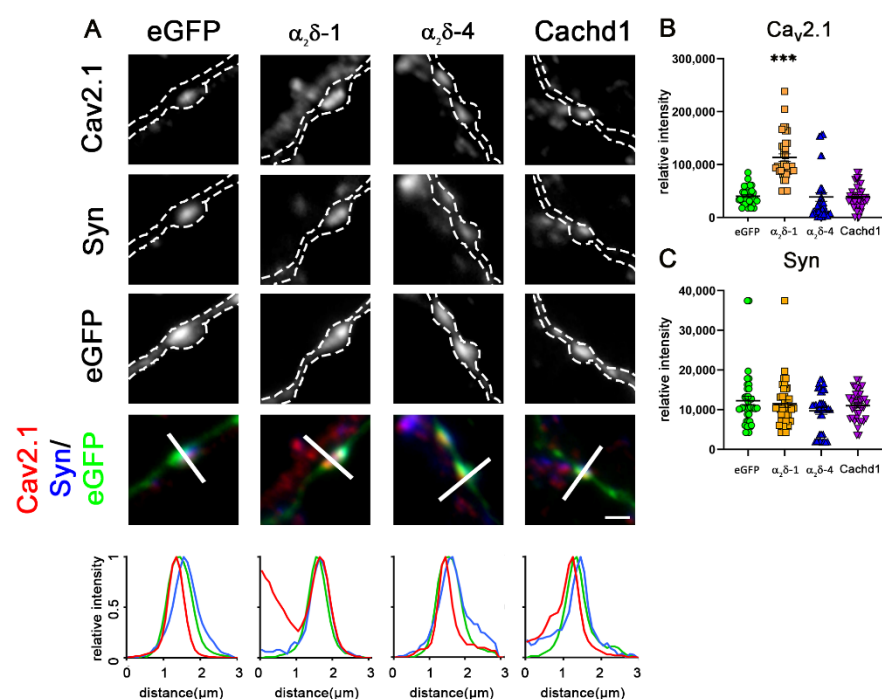 A
eGFP
α₂δ-1
α₂δ-4
Cachd1
Cav2.1
Syn
eGFP
Cav2.1
Syn/
eGFP
relative intensity
1
0.5
0
0 1 2 3
0 1 2 3
0 1 2 3
0 1 2 3
distance(μm)
distance(μm)
distance(μm)
distance(μm)
B
Caᵥ2.1
***
relative intensity
300,000
200,000
100,000
0
eGFP α₂δ-1 α₂δ-4 Cachd1
C
Syn
relative intensity
40,000
30,000
20,000
10,000
0
eGFP α₂δ-1 α₂δ-4 Cachd1